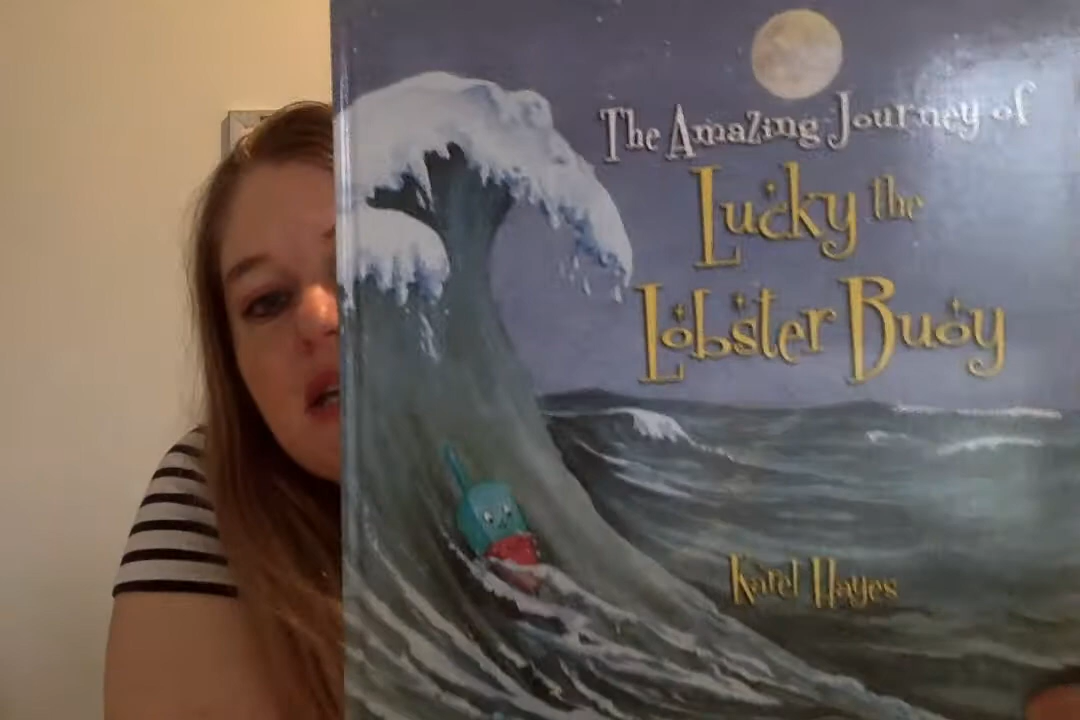 The Amazing Journey of
Lucky the
Lobster Buoy
Karel Hayes